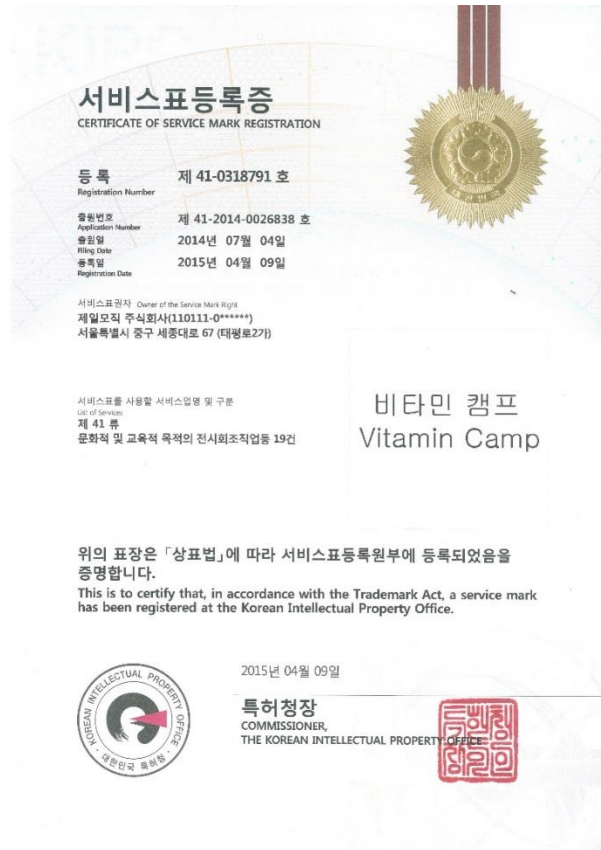 서비스표등록증
CERTIFICATE OF SERVICE MARK REGISTRATION
등록 제 41-0318791 호
Registration Number
출원번호 제 41-2014-0026838 호
Application Number
출원일 2014년 07월 04일
Filing Date
등록일 2015년 04월 09일
Registration Date
서비스표권자 Owner of the Service Mark Right
제일모직 주식회사(110111-0******)
서울특별시 중구 세종대로 67 (태평로2가)
서비스표를 사용할 서비스업명 및 구분
List of Services
제 41 류
문화적 및 교육적 목적의 전시회조직업등 19건
비타민 캠프
Vitamin Camp
위의 표장은 「상표법」에 따라 서비스표등록원부에 등록되었음을
증명합니다.
This is to certify that, in accordance with the Trademark Act, a service mark
has been registered at the Korean Intellectual Property Office.
2015년 04월 09일
특허청장
COMMISSIONER,
THE KOREAN INTELLECTUAL PROPERTY OFFICE
KOREAN INTELLECTUAL PROPERTY OFFICE
대한민국 특허청
대한민국